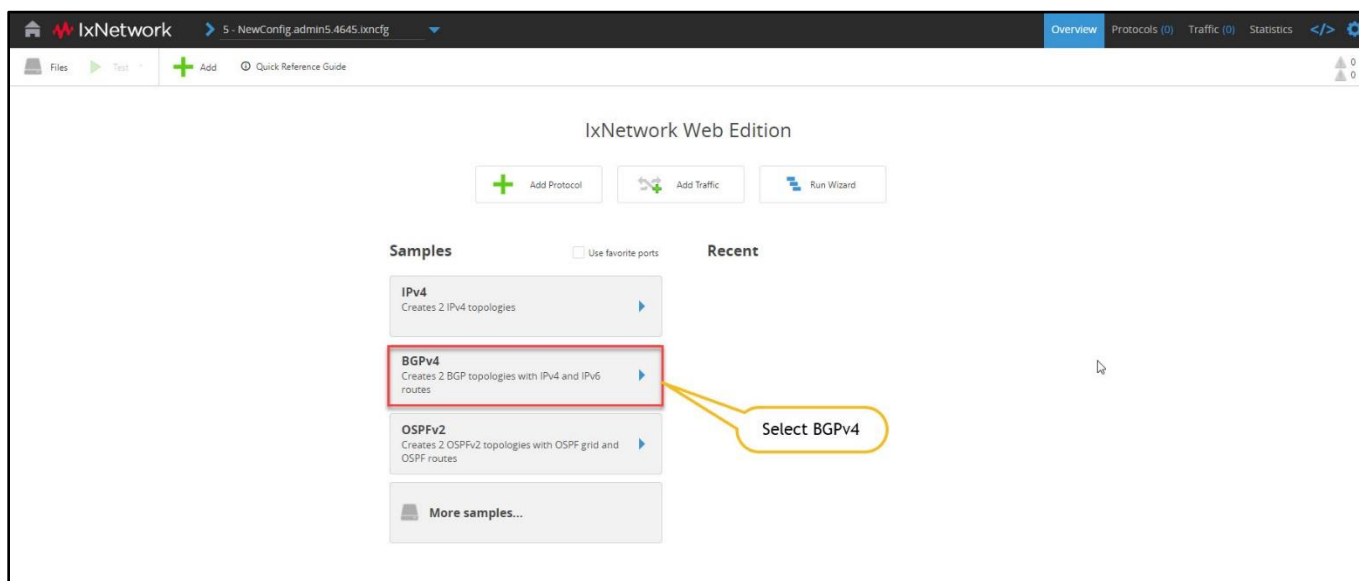 IxNetwork
5 - NewConfig.admin5.4645.ixncfg
Overview
Protocols (0)
Traffic (0)
Statistics
</>
Files
Test
Add
Quick Reference Guide
0
0
IxNetwork Web Edition
Add Protocol
Add Traffic
Run Wizard
Samples
Use favorite ports
Recent
IPv4
Creates 2 IPv4 topologies
BGPv4
Creates 2 BGP topologies with IPv4 and IPv6
routes
Select BGPv4
OSPFv2
Creates 2 OSPFv2 topologies with OSPF grid and
OSPF routes
More samples...